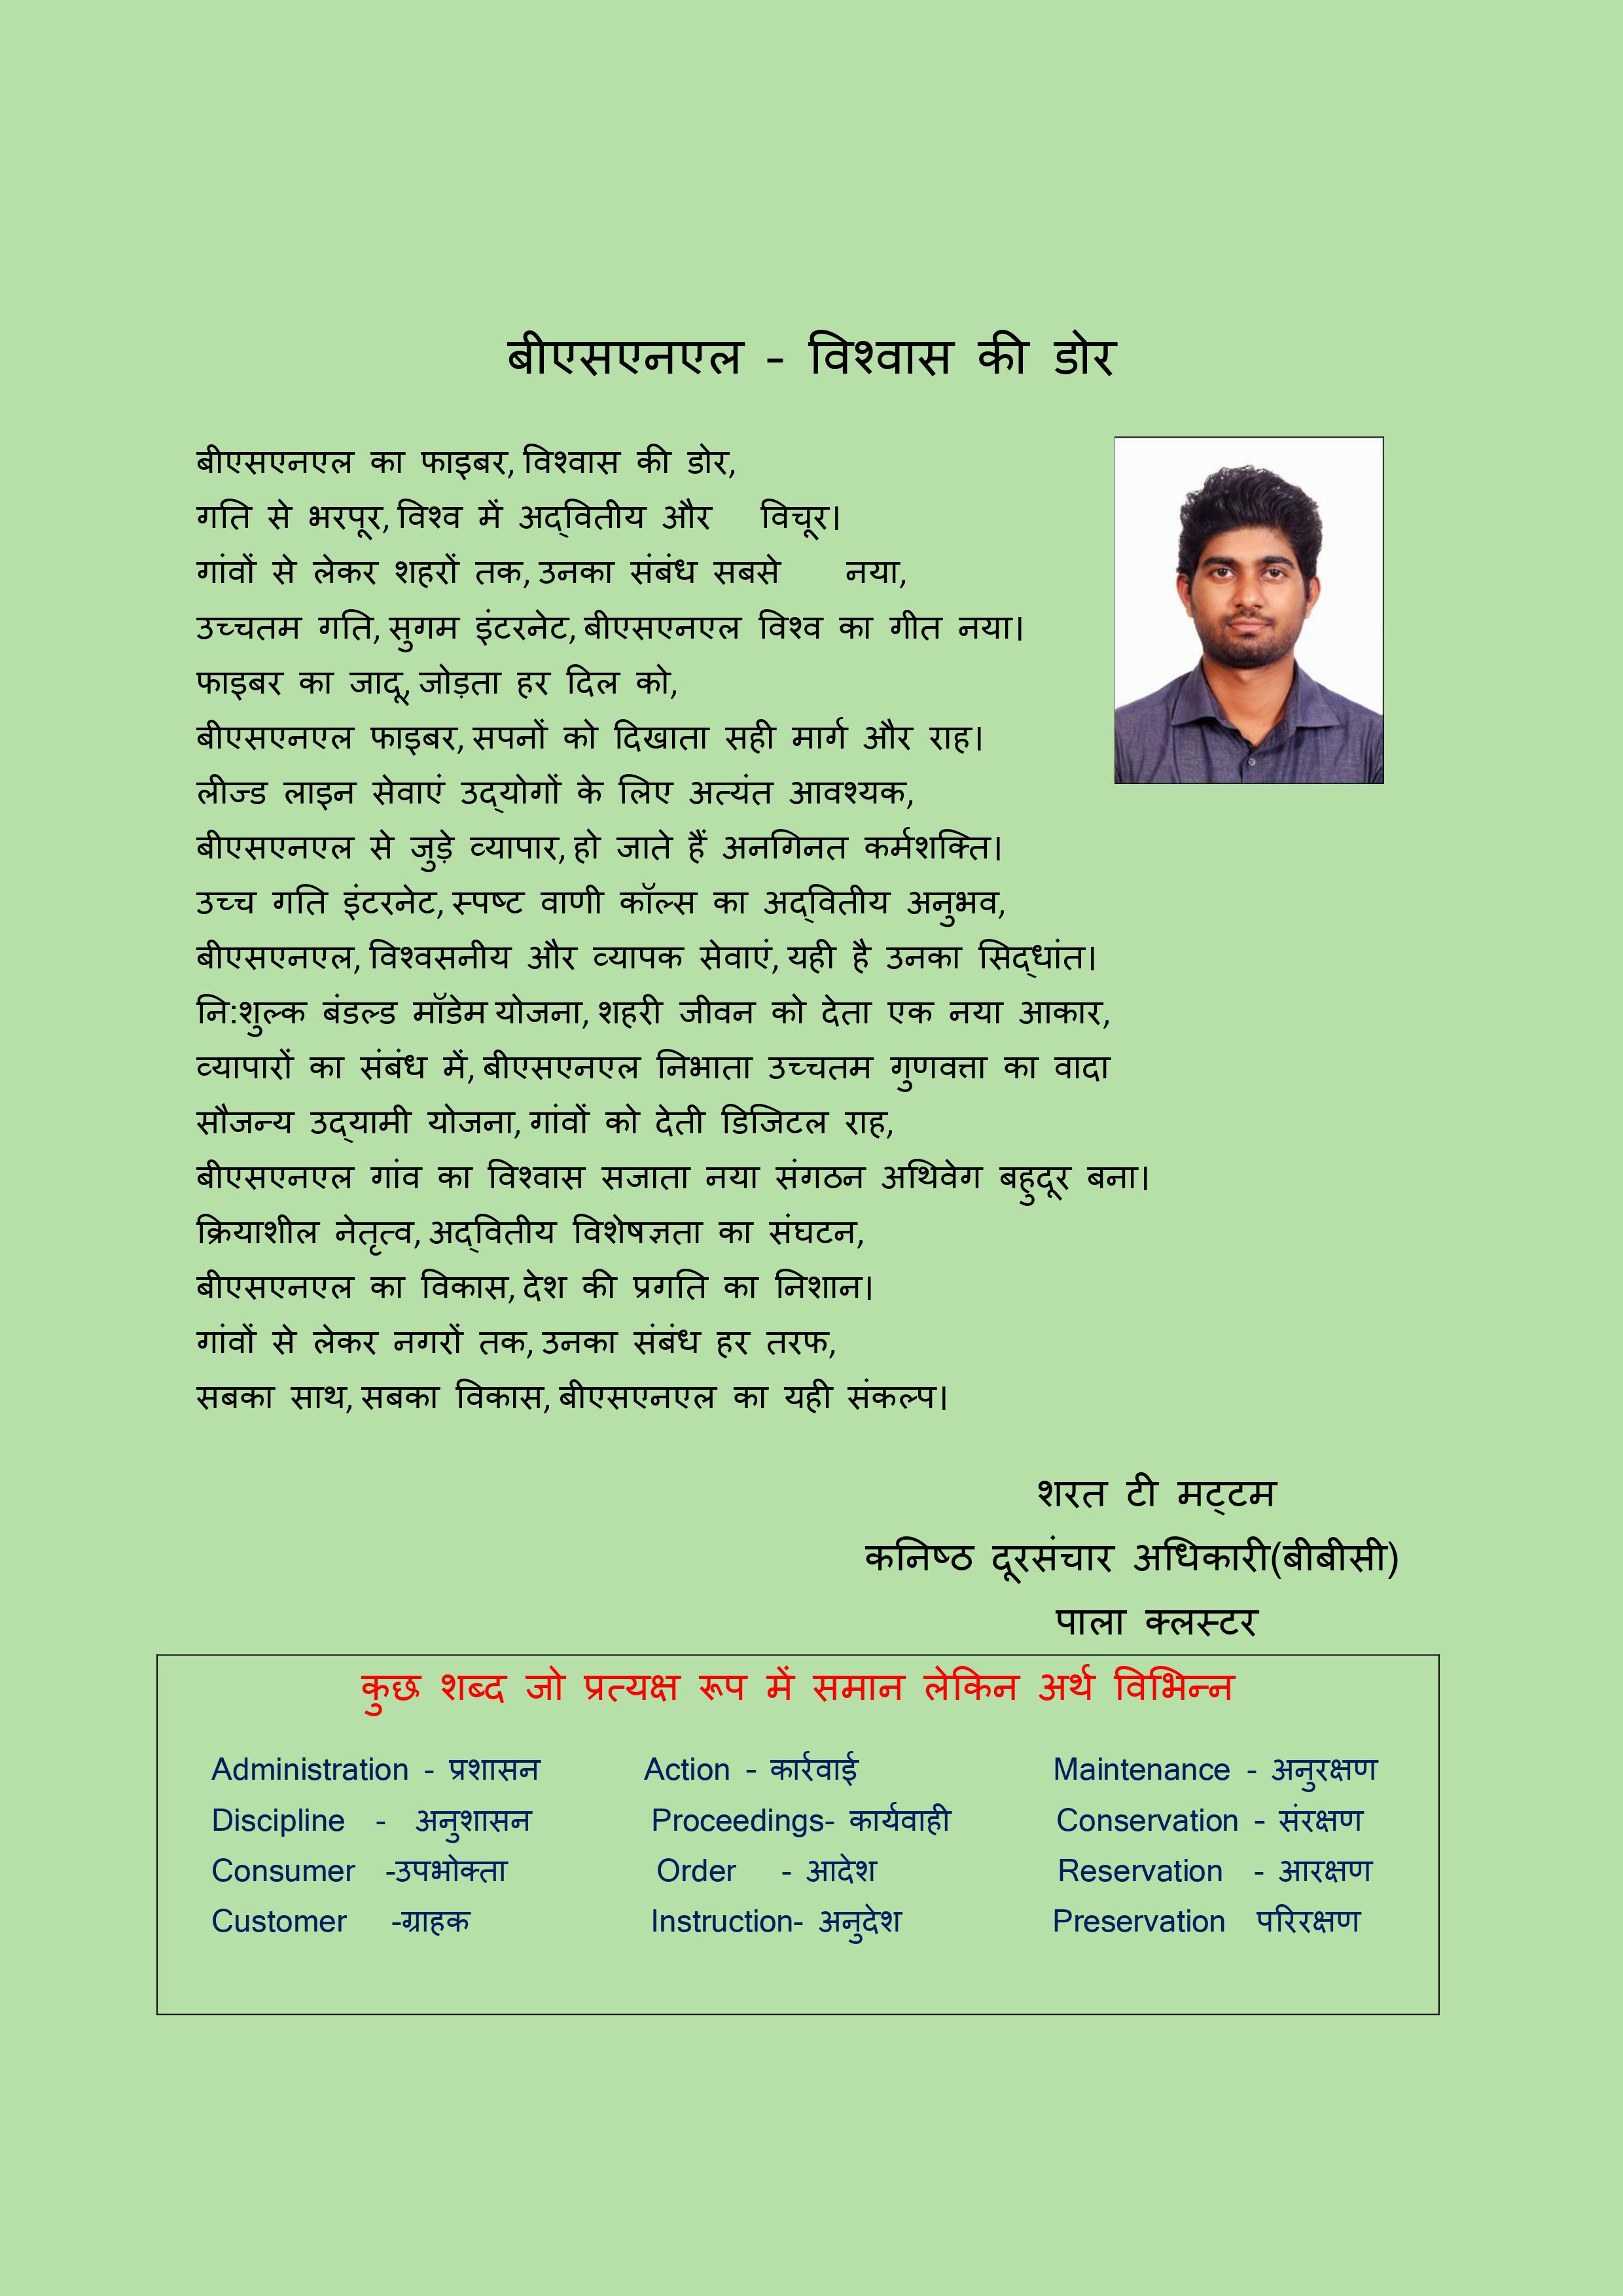 बीएसएनएल - विश्वास की डोर
बीएसएनएल का फाइबर, विश्वास की डोर,
गति से भरपूर, विश्व में अद्‌वितीय और विचूर।
गांवों से लेकर शहरों तक, उनका संबंध सबसे नया,
उच्चतम गति, सुगम इंटरनेट, बीएसएनएल विश्व का गीत नया।
फाइबर का जादू, जोड़ता हर दिल को,
बीएसएनएल फाइबर, सपनों को दिखाता सही मार्ग और राह।
लीज्ड लाइन सेवाएं उद्‌योगों के लिए अत्यंत आवश्यक,
बीएसएनएल से जुड़े व्यापार, हो जाते हैं अनगिनत कर्मशक्ति।
उच्च गति इंटरनेट, स्पष्ट वाणी कॉल्स का अद्‌वितीय अनुभव,
बीएसएनएल, विश्वसनीय और व्यापक सेवाएं, यही है उनका सिद्‌धांत।
नि:शुल्क बंडल्ड मॉडेम योजना, शहरी जीवन को देता एक नया आकार,
व्यापारों का संबंध में, बीएसएनएल निभाता उच्चतम गुणवत्ता का वादा
सौजन्य उद्‌यामी योजना, गांवों को देती डिजिटल राह,
बीएसएनएल गांव का विश्वास सजाता नया संगठन अथिवेग बहुदूर बना।
क्रियाशील नेतृत्व, अद्‌वितीय विशेषज्ञता का संघटन,
बीएसएनएल का विकास, देश की प्रगति का निशान।
गांवों से लेकर नगरों तक, उनका संबंध हर तरफ,
सबका साथ, सबका विकास, बीएसएनएल का यही संकल्प।
शरत टी मट्‌टम
कनिष्ठ दूरसंचार अधिकारी(बीबीसी)
पाला क्लस्टर
कुछ शब्द जो प्रत्यक्ष रूप में समान लेकिन अर्थ विभिन्न
Administration - प्रशासन Action - कार्रवाई Maintenance - अनुरक्षण
Discipline - अनुशासन Proceedings- कार्यवाही Conservation - संरक्षण
Consumer -उपभोक्ता Order - आदेश Reservation - आरक्षण
Customer -ग्राहक Instruction- अनुदेश Preservation परिरक्षण